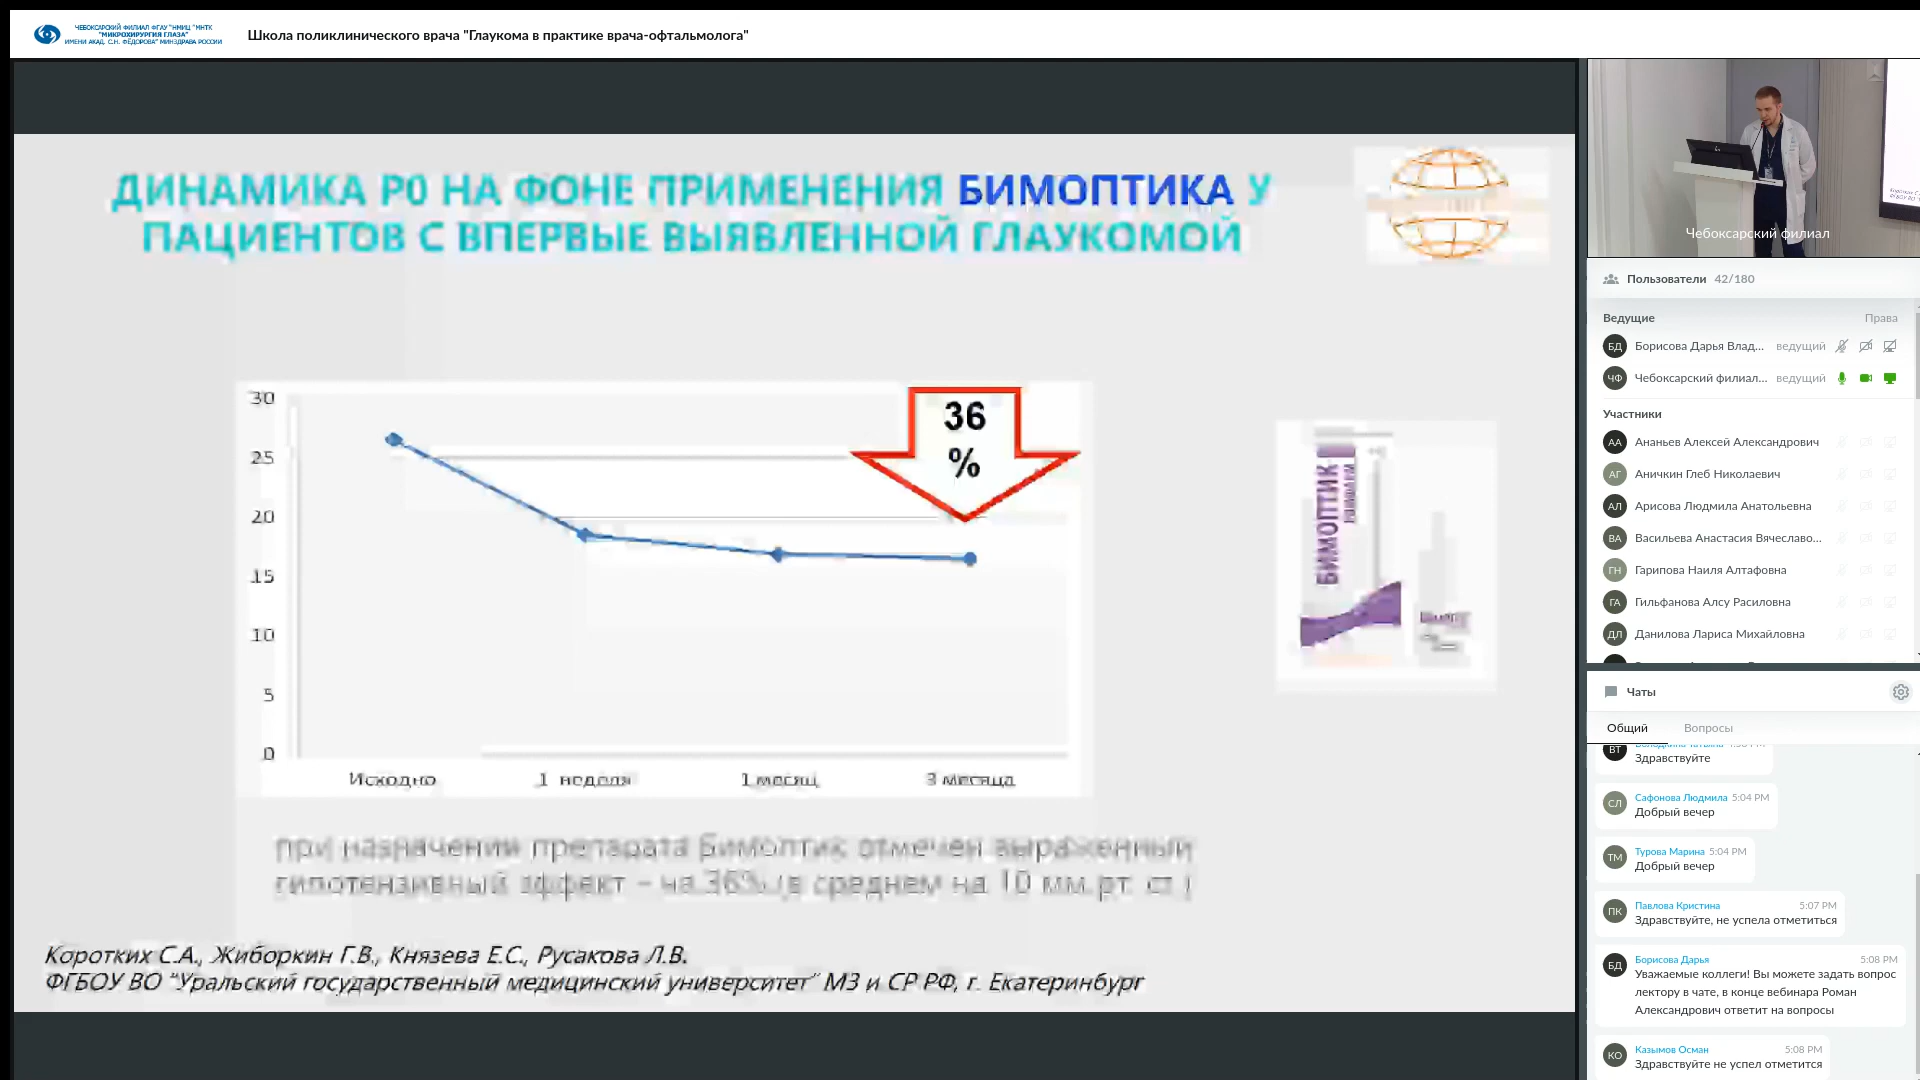 ЧЕБОКСАРСКИЙ ФИЛИАЛ ФГАУ "НМИЦ "МНТК
"МИКРОХИРУРГИЯ ГЛАЗА"
ИМЕНИ АКАД. С.Н. ФЁДОРОВА" МИНЗДРАВА РОССИИ
Школа поликлинического врача "Глаукома в практике врача-офтальмолога"
ДИНАМИКА Р0 НА ФОНЕ ПРИМЕНЕНИЯ БИМОПТИКА У
ПАЦИЕНТОВ С ВПЕРВЫЕ ВЫЯВЛЕННОЙ ГЛАУКОМОЙ
30
25
20
15
10
5
0
36
%
Исходно
1 неделя
1 месяц
3 месяца
БИМОПТИК
при назначении препарата Бимоптик отмечен выраженный
гипотензивный эффект – на 36% (в среднем на 10 мм.рт. ст.)
Коротких С.А., Жиборкин Г.В., Князева Е.С., Русакова Л.В.
ФГБОУ ВО "Уральский государственный медицинский университет" МЗ и СР РФ, г. Екатеринбург
Чебоксарский филиал
Пользователи 42/180
Ведущие Права
БД Борисова Дарья Влад... ведущий
ЧФ Чебоксарский филиал... ведущий
Участники
АА Ананьев Алексей Александрович
АГ Аничкин Глеб Николаевич
АЛ Арисова Людмила Анатольевна
ВА Васильева Анастасия Вячеславо...
ГН Гарипова Наиля Алтафовна
ГА Гильфанова Алсу Расиловна
ДЛ Данилова Лариса Михайловна
Чаты
Общий Вопросы
ВТ
Здравствуйте
СЛ Сафонова Людмила 5:04 PM
Добрый вечер
ТМ Турова Марина 5:04 PM
Добрый вечер
ПК Павлова Кристина 5:07 PM
Здравствуйте, не успела отметиться
БД Борисова Дарья 5:08 PM
Уважаемые коллеги! Вы можете задать вопрос
лектору в чате, в конце вебинара Роман
Александрович ответит на вопросы
КО Казымов Осман 5:08 PM
Здравствуйте не успел отметится